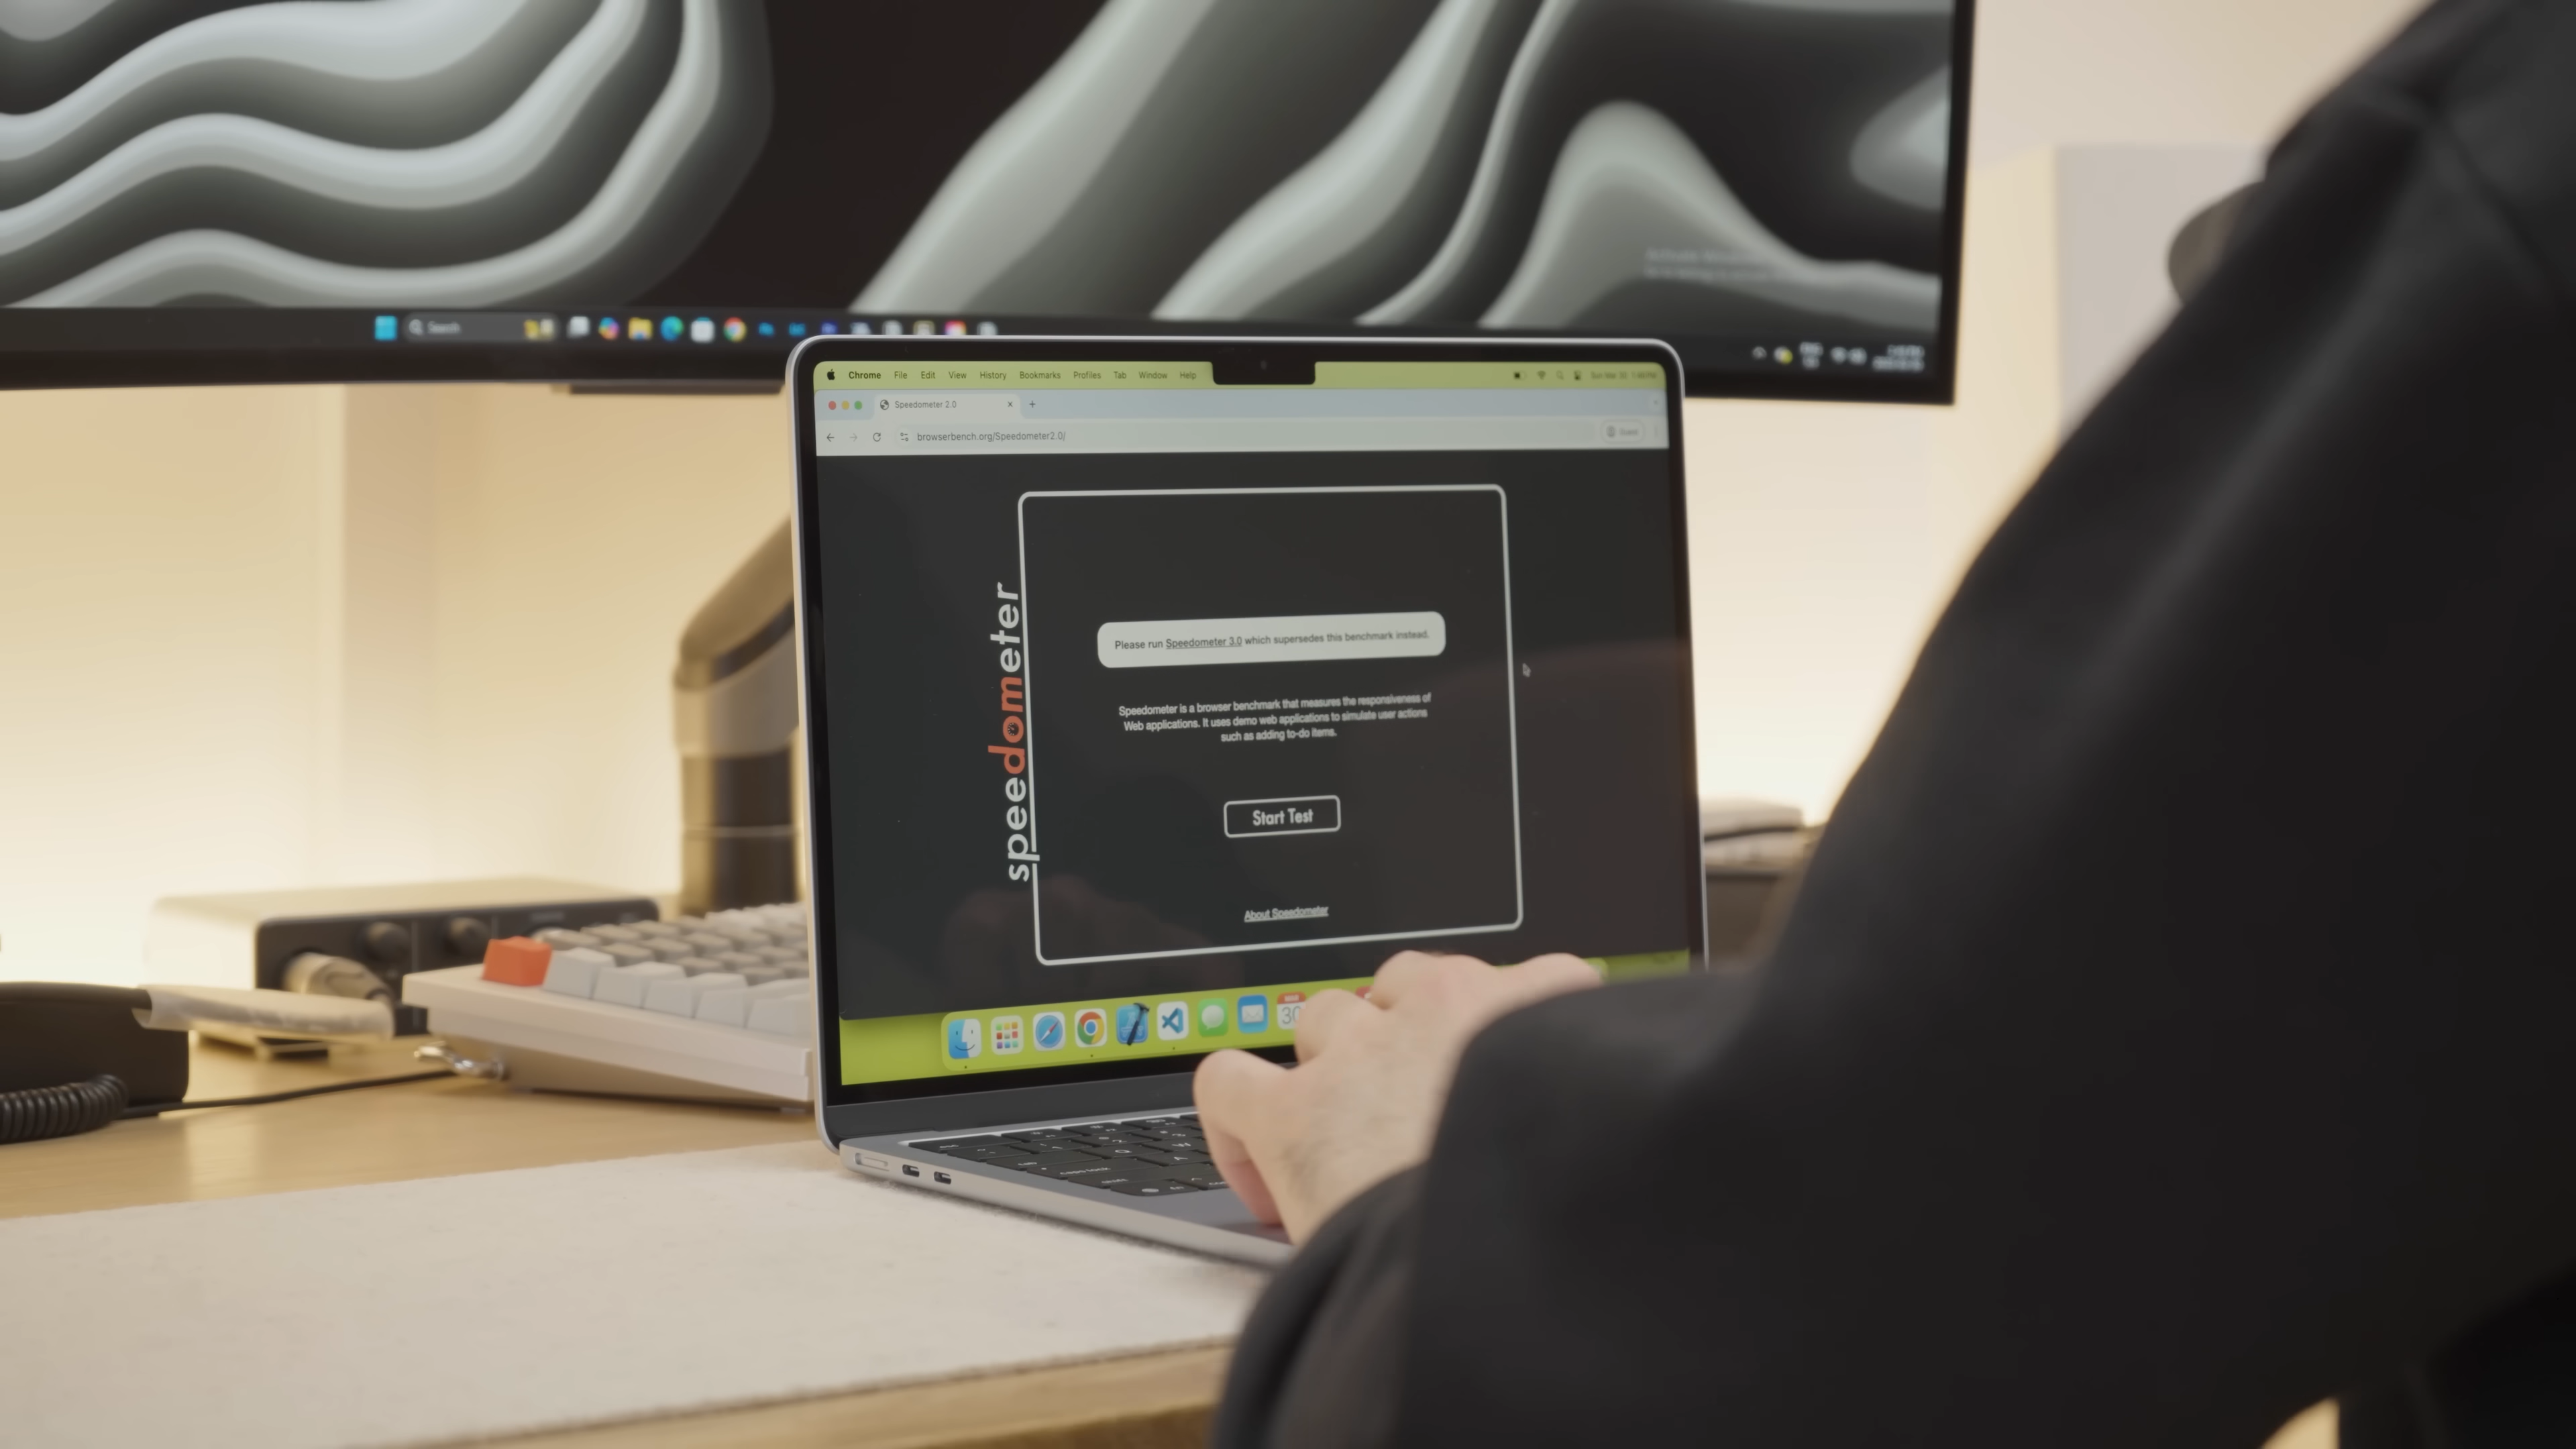 Search
Chrome File Edit View History Bookmarks Profiles Tab Window Help
Speedometer 2.0
browserbench.org/Speedometer2.0/
speedometer
Please run Speedometer 3.0 which supersedes this benchmark instead.
Speedometer is a browser benchmark that measures the responsiveness of
Web applications. It uses demo web applications to simulate user actions
such as adding to-do items.
Start Test
About Speedometer
30